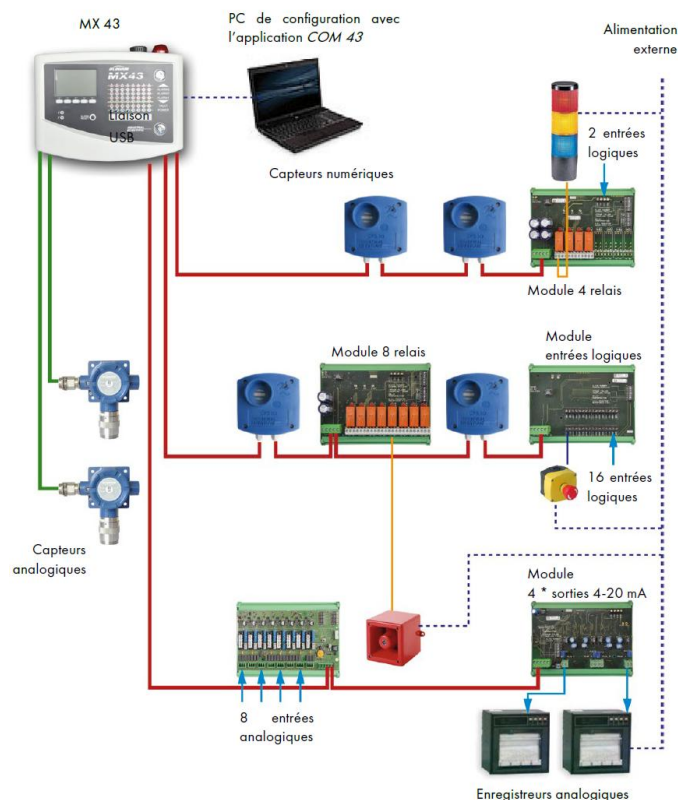 MX 43
PC de configuration avec
l'application COM 43
Alimentation
externe
MX43
Liaison
USB
Capteurs numériques
2 entrées
logiques
Module 4 relais
Module 8 relais
Module
entrées logiques
16 entrées
logiques
Capteurs
analogiques
Module
4 * sorties 4-20 mA
8 entrées
analogiques
Enregistreurs analogiques